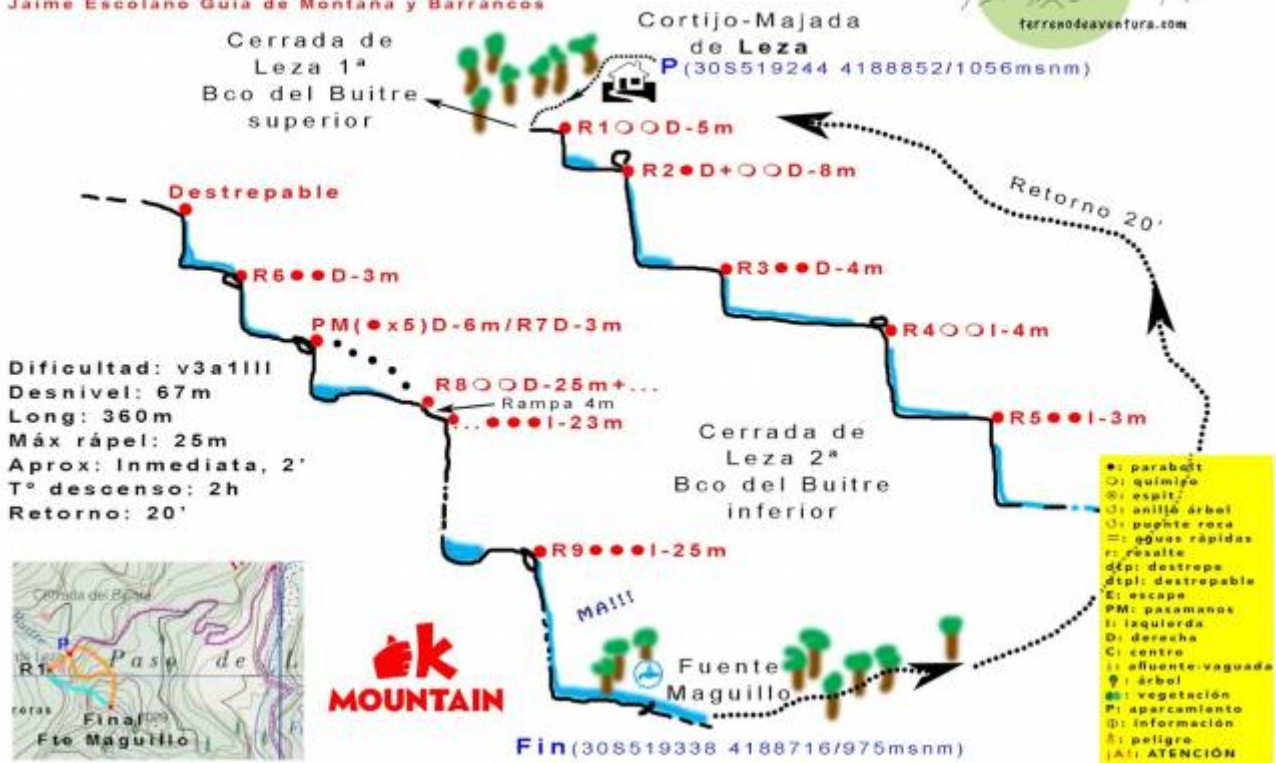 Jaime Escolano Guía de Montaña y Barrancos
terrenodeaventura.com
Cerrada de
Leza 1ª
Bco del Buitre
superior
Cortijo-Majada
de Leza
P(30S519244 4188852/1056msnm)
R1○○D-5m
R2●D+○○D-8m
R3●●D-4m
R4○○I-4m
R5●●I-3m
Retorno 20'
Destrepable
R6●●D-3m
PM(●x5)D-6m/R7D-3m
R8○○D-25m+...
Rampa 4m
...●●●I-23m
R9●●●I-25m
Dificultad: v3a1III
Desnivel: 67m
Long: 360m
Máx rápel: 25m
Aprox: Inmediata, 2'
Tº descenso: 2h
Retorno: 20'
Cerrada de
Leza 2ª
Bco del Buitre
inferior
MA!!!
Fuente
Maguillo
Fin(30S519338 4188716/975msnm)
ok
MOUNTAIN
Cerrada del Buitre
P
R1
Paso de
Final
Fte Maguillo
●: parabolt
○: químico
: espit
: anillo árbol
: puente roca
=: aguas rápidas
r: resalte
dtp: destrepe
dtpl: destrepable
E: escape
PM: pasamanos
I: izquierda
D: derecha
C: centro
: afluente-vaguada
: árbol
: vegetación
P: aparcamiento
: información
: peligro
¡A!: ATENCIÓN